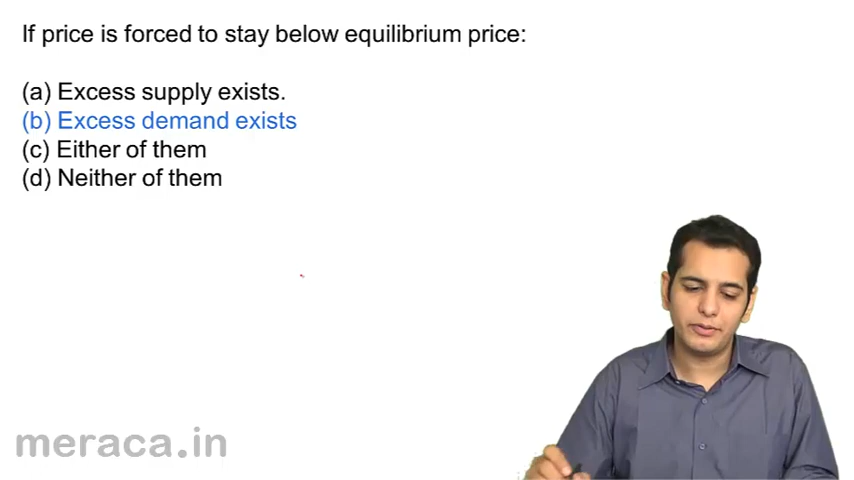 If price is forced to stay below equilibrium price:
(a) Excess supply exists.
(b) Excess demand exists
(c) Either of them
(d) Neither of them
meraca.in